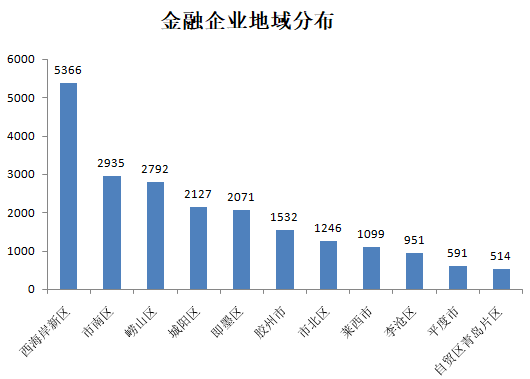 金融企业地域分布
6000
5000
4000
3000
2000
1000
0
5366
2935
2792
2127
2071
1532
1246
1099
951
591
514
西海岸新区
市南区
崂山区
城阳区
即墨区
胶州市
市北区
莱西市
李沧区
平度市
自贸区青岛片区